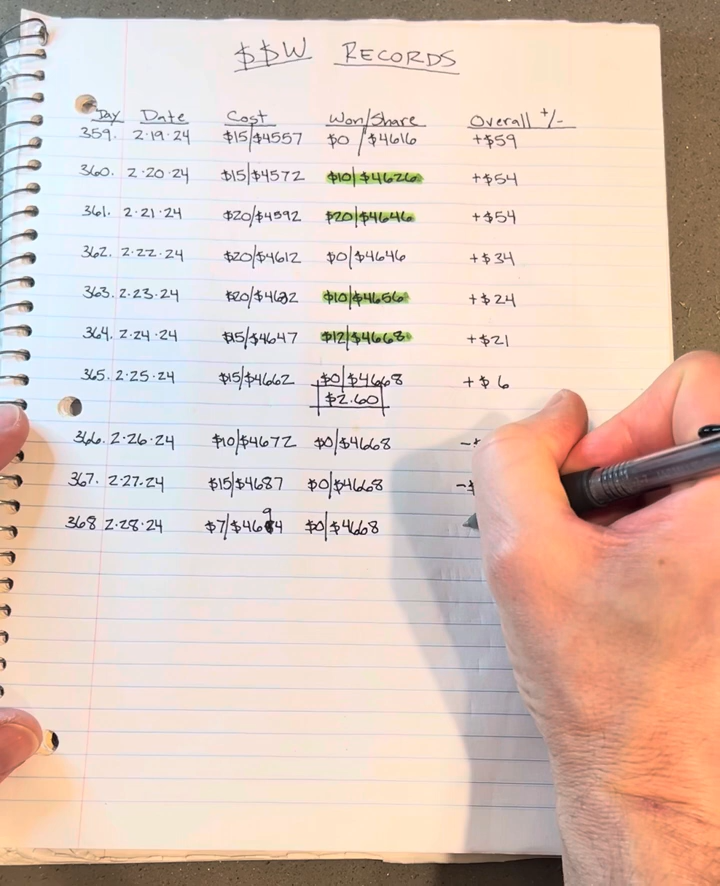 $$W RECORDS
Day Date Cost Won/Share Overall +/-
359. 2·19·24 $15/$4557 $0/$4616 +$59
360. 2·20·24 $15/$4572 $10/$4626 +$54
361. 2·21·24 $20/$4592 $20/$4646 +$54
362. 2·22·24 $20/$4612 $0/$4646 +$34
363. 2·23·24 $20/$4632 $10/$4656 +$24
364. 2·24·24 $15/$4647 $12/$4668 +$21
365. 2·25·24 $15/$4662 $0/$4668 +$6
$2.60
366. 2·26·24 $10/$4672 $0/$4668 -$
367. 2·27·24 $15/$4687 $0/$4668 -$
368 2·28·24 $7/$4694 $0/$4668